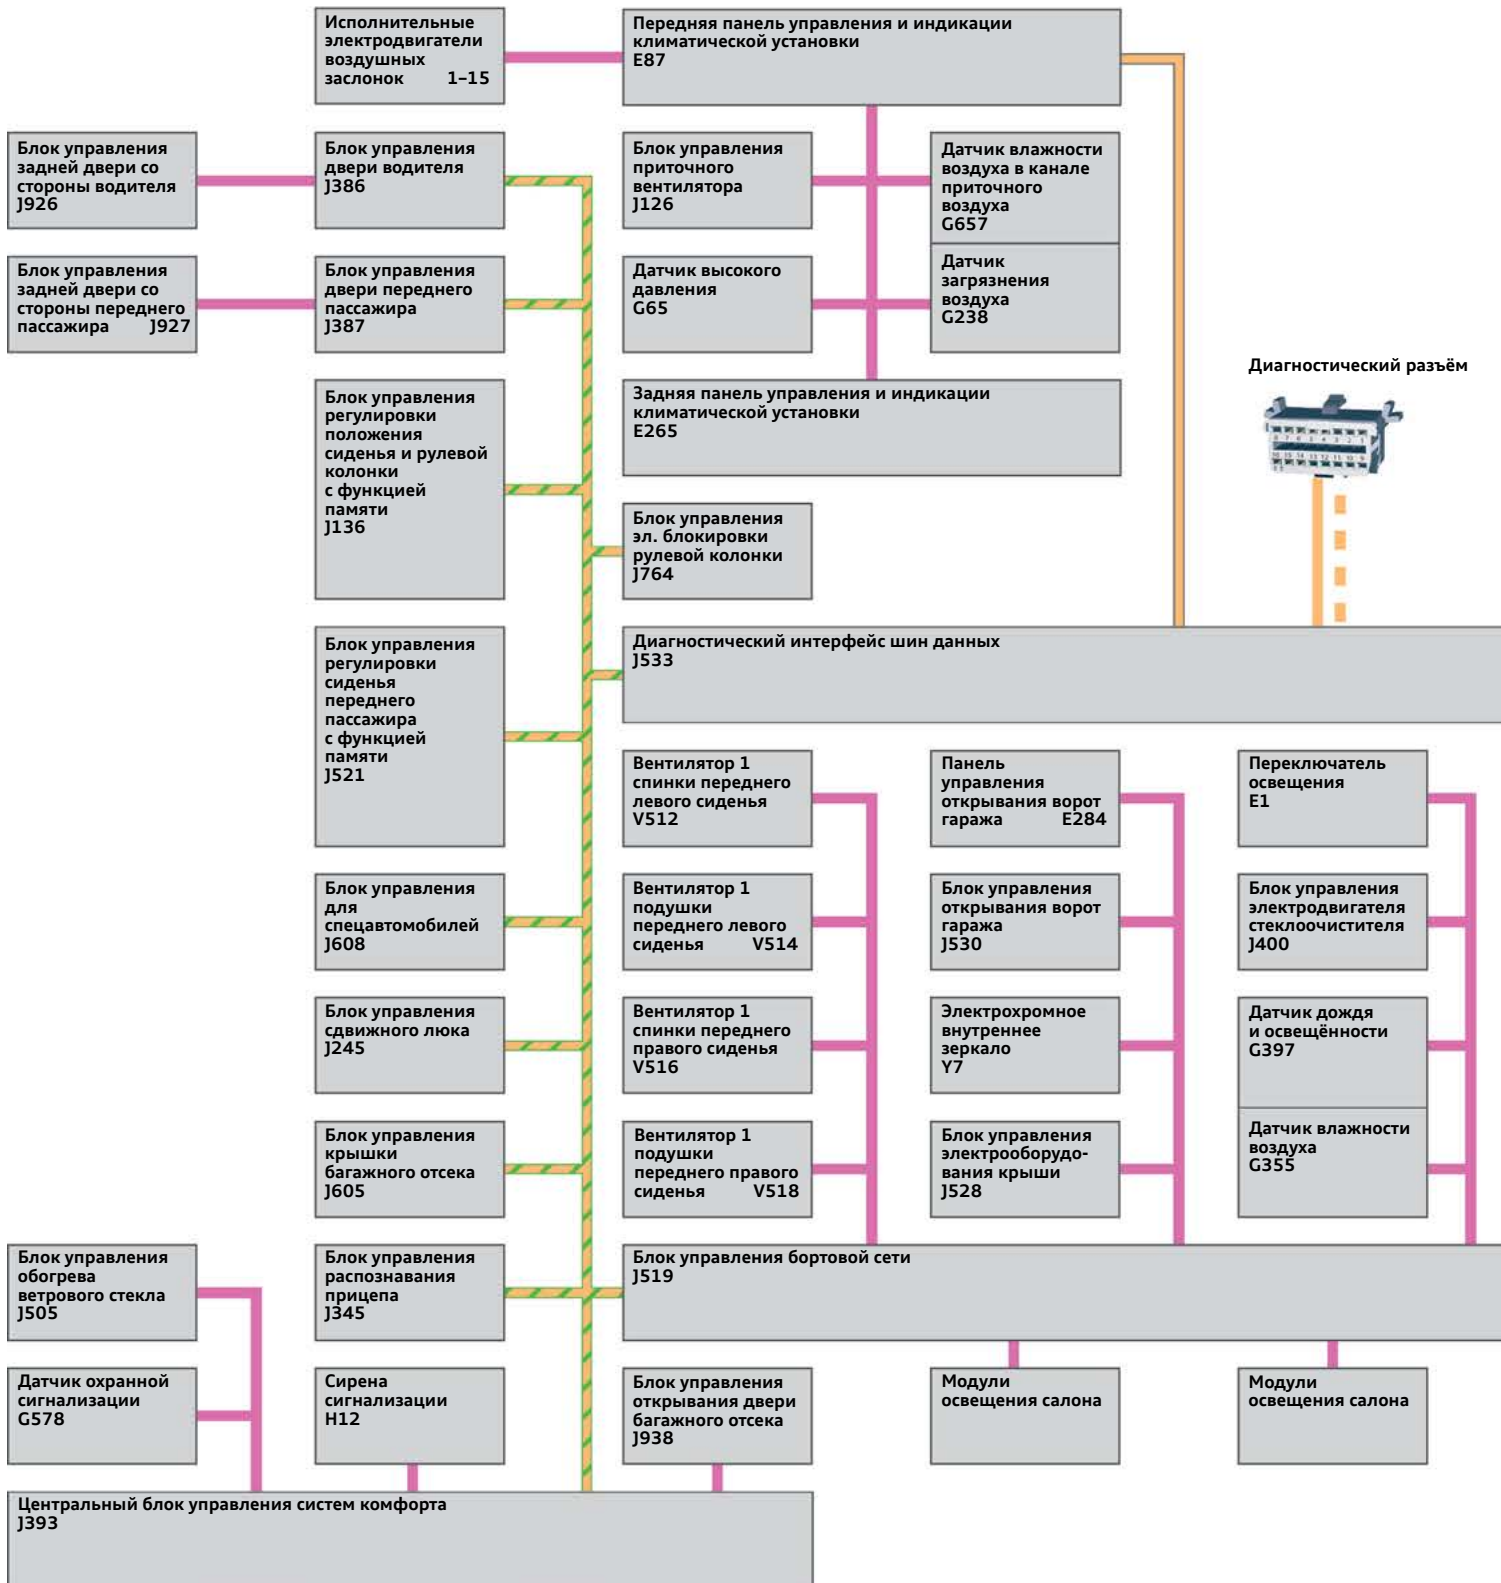 Исполнительные
электродвигатели
воздушных
заслонок 1–15
Передняя панель управления и индикации
климатической установки
E87
Блок управления
задней двери со
стороны водителя
J926
Блок управления
двери водителя
J386
Блок управления
приточного
вентилятора
J126
Датчик влажности
воздуха в канале
приточного
воздуха
G657
Блок управления
задней двери со
стороны переднего
пассажира J927
Блок управления
двери переднего
пассажира
J387
Датчик высокого
давления
G65
Датчик
загрязнения
воздуха
G238
Диагностический разъём
Блок управления
регулировки
положения
сиденья и рулевой
колонки
с функцией
памяти
J136
Задняя панель управления и индикации
климатической установки
E265
Блок управления
эл. блокировки
рулевой колонки
J764
Блок управления
регулировки
сиденья
переднего
пассажира
с функцией
памяти
J521
Диагностический интерфейс шин данных
J533
Вентилятор 1
спинки переднего
левого сиденья
V512
Панель
управления
открывания ворот
гаража E284
Переключатель
освещения
E1
Блок управления
для
спецавтомобилей
J608
Вентилятор 1
подушки
переднего левого
сиденья V514
Блок управления
открывания ворот
гаража
J530
Блок управления
электродвигателя
стеклоочистителя
J400
Блок управления
сдвижного люка
J245
Вентилятор 1
спинки переднего
правого сиденья
V516
Электрохромное
внутреннее
зеркало
Y7
Датчик дождя
и освещённости
G397
Блок управления
крышки
багажного отсека
J605
Вентилятор 1
подушки
переднего правого
сиденья V518
Блок управления
электрооборудо-
вания крыши
J528
Датчик влажности
воздуха
G355
Блок управления
обогрева
ветрового стекла
J505
Блок управления
распознавания
прицепа
J345
Блок управления бортовой сети
J519
Датчик охранной
сигнализации
G578
Сирена
сигнализации
H12
Блок управления
открывания двери
багажного отсека
J938
Модули
освещения салона
Модули
освещения салона
Центральный блок управления систем комфорта
J393